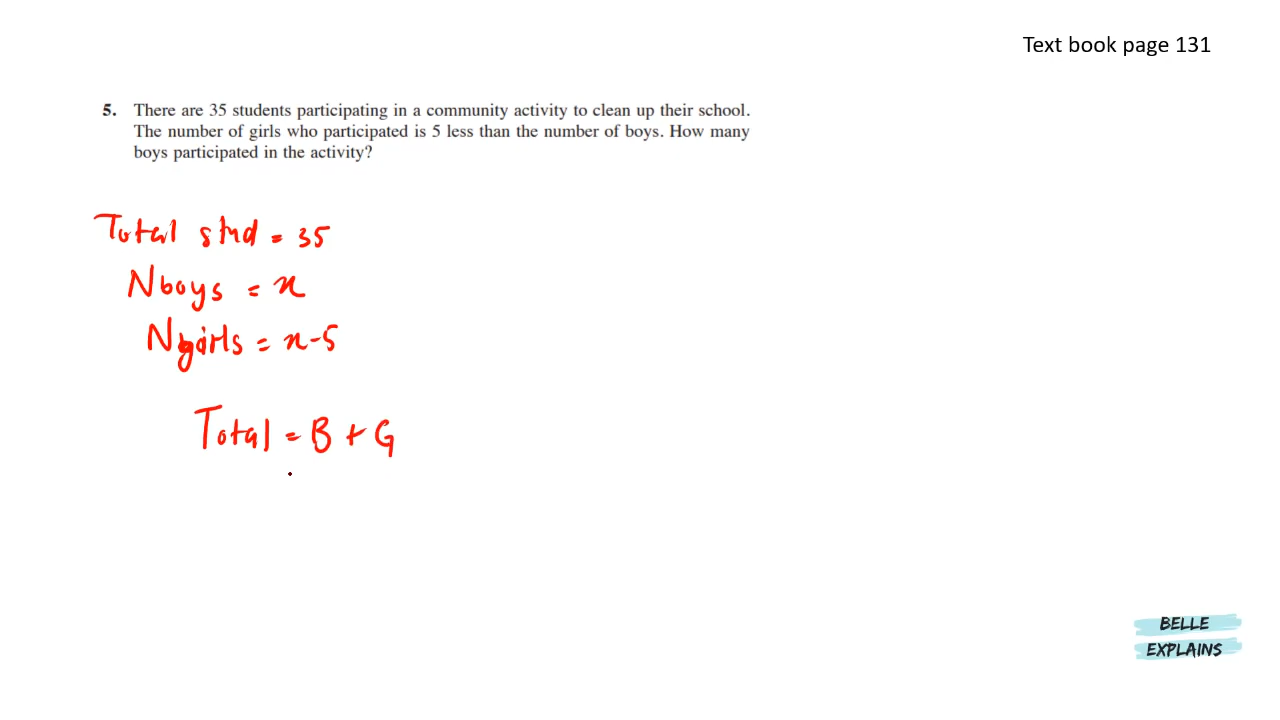 Text book page 131
5. There are 35 students participating in a community activity to clean up their school.
The number of girls who participated is 5 less than the number of boys. How many
boys participated in the activity?
Total stud = 35
N boys = x
N girls = x - 5
Total = B + G
BELLE
EXPLAINS